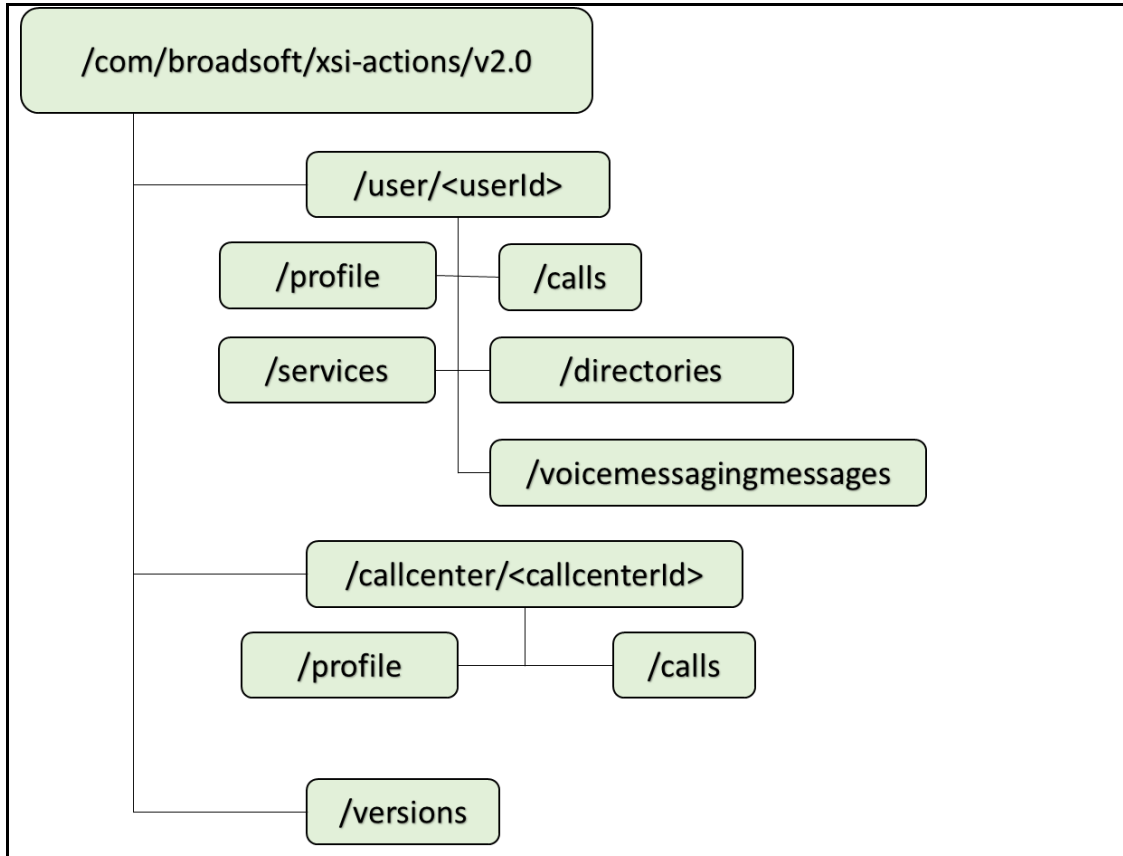 /com/broadsoft/xsi-actions/v2.0
/user/<userId>
/profile
/calls
/services
/directories
/voicemessagingmessages
/callcenter/<callcenterId>
/profile
/calls
/versions